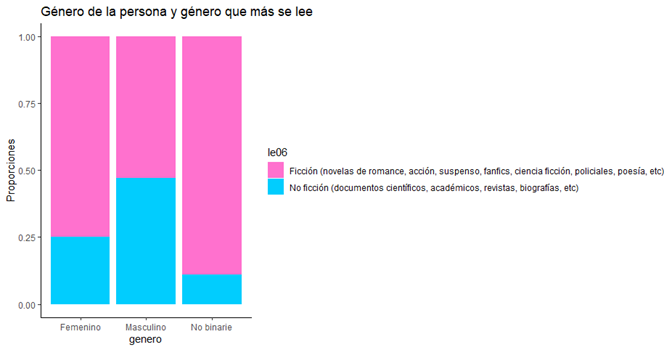 Género de la persona y género que más se lee
1.00
0.75
0.50
0.25
0.00
Proporciones
Femenino
Masculino
No binarie
genero
le06
Ficción (novelas de romance, acción, suspenso, fanfics, ciencia ficción, policiales, poesía, etc)
No ficción (documentos científicos, académicos, revistas, biografías, etc)